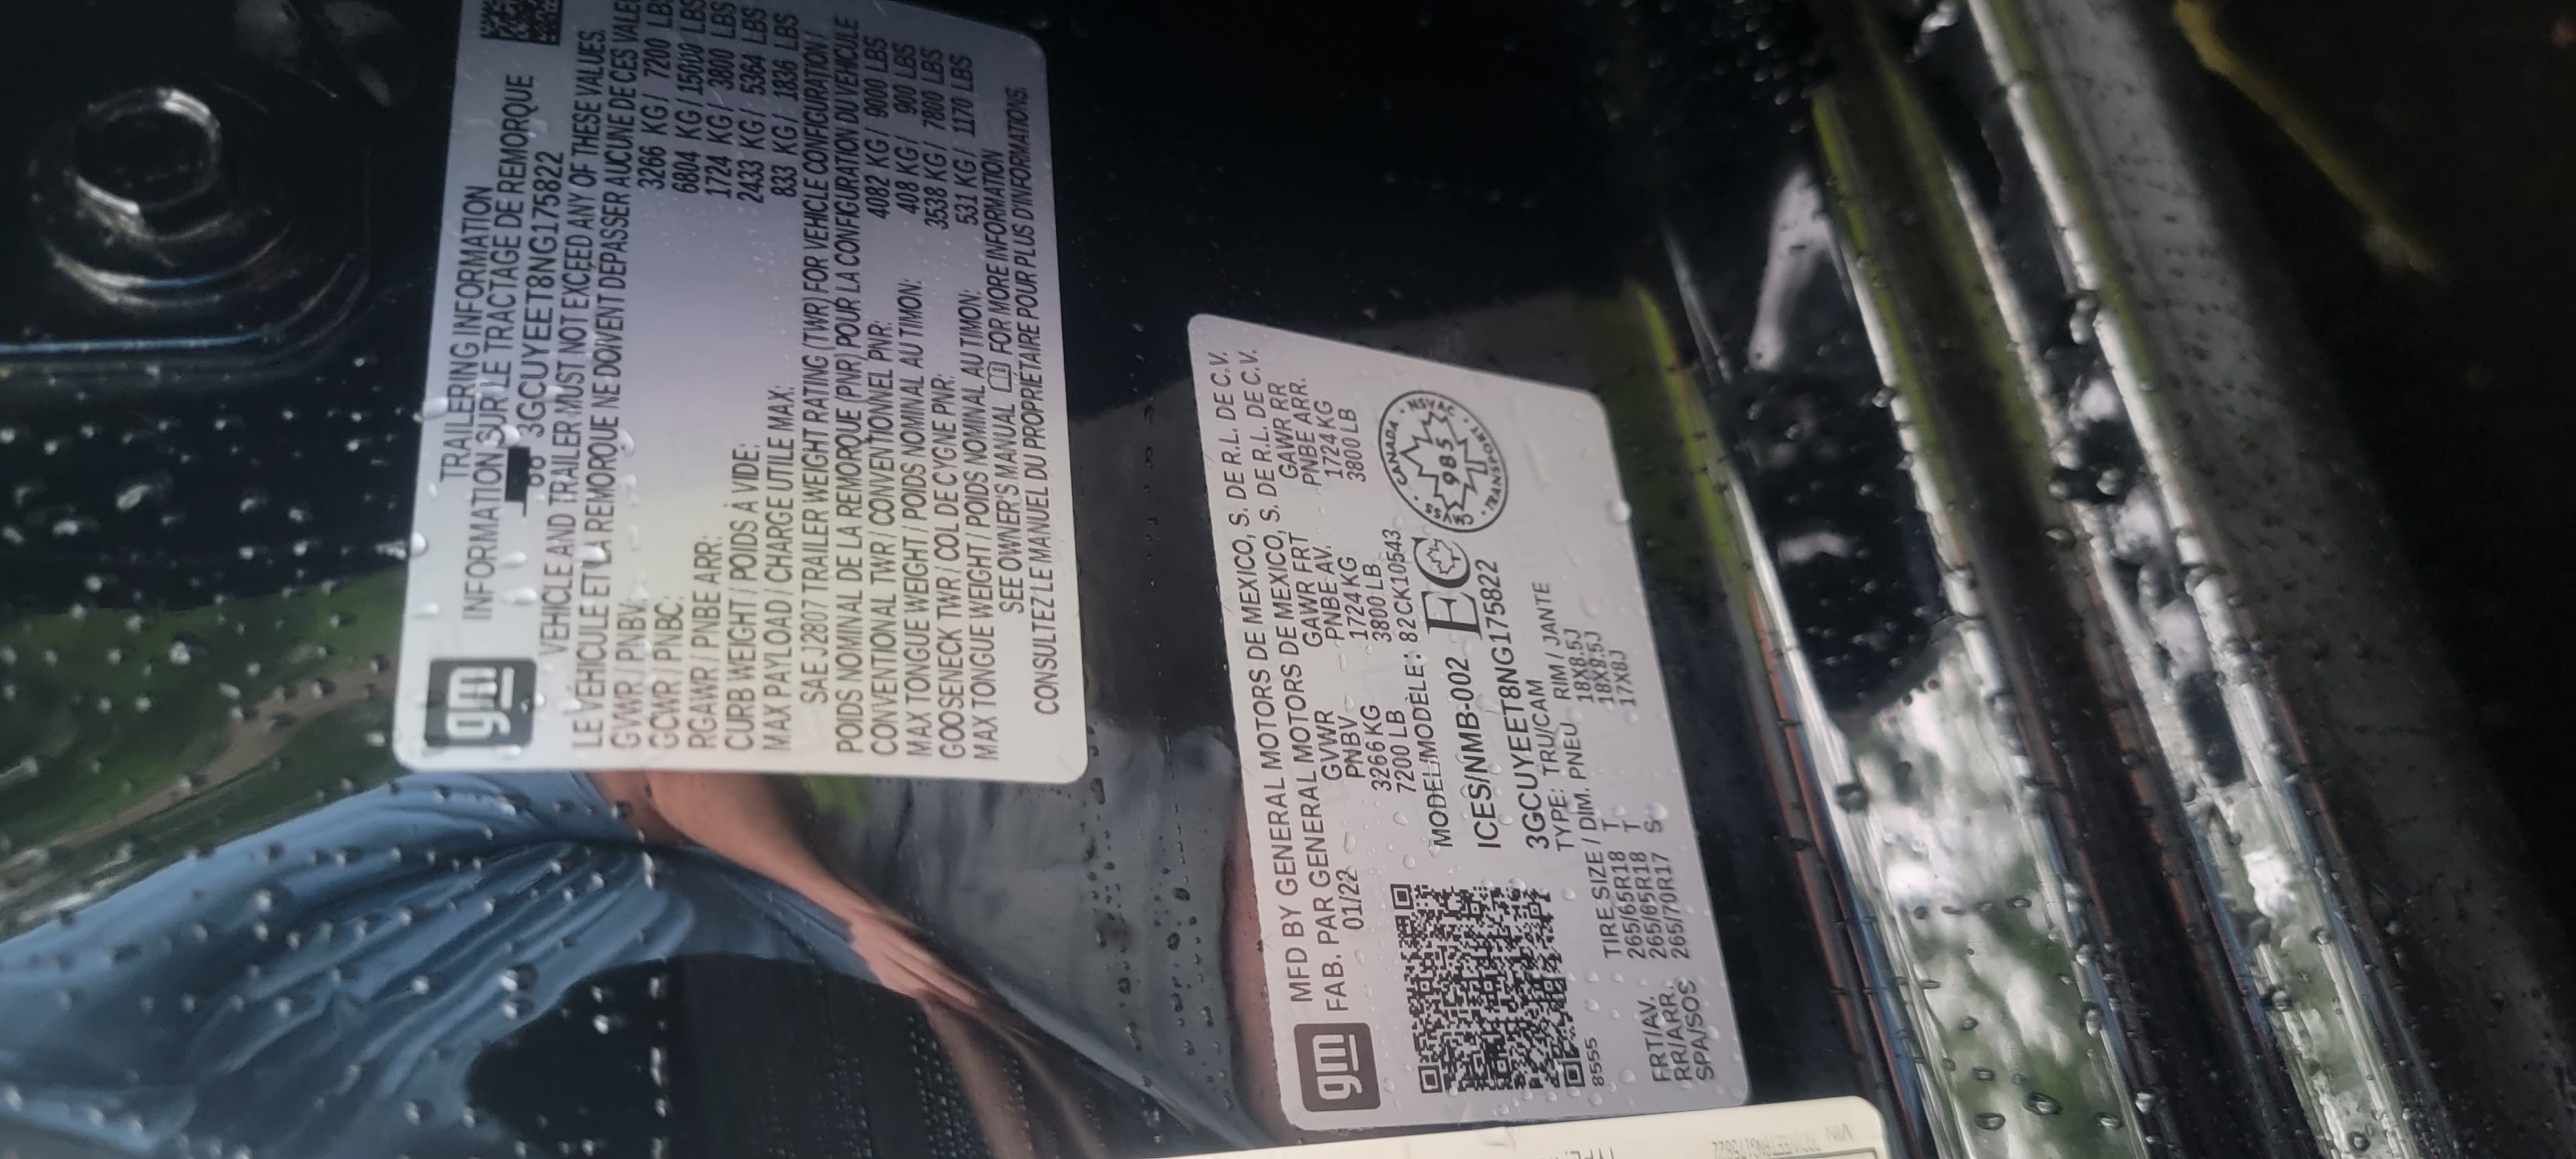 gm
TRAILERING INFORMATION
INFORMATION SUR LE TRACTAGE DE REMORQUE
3GCUYEET8NG175822
VEHICLE AND TRAILER MUST NOT EXCEED ANY OF THESE VALUES.
LE VÉHICULE ET LA REMORQUE NE DOIVENT DEPASSER AUCUNE DE CES
GVWR / PNBV: 3266 KG / 7200 LBS
GCWR / PNBC: 6804 KG / 15000 LBS
RGAWR / PNBE ARR: 1724 KG / 3800 LBS
CURB WEIGHT / POIDS À VIDE: 2433 KG / 5364 LBS
MAX PAYLOAD / CHARGE UTILE MAX: 833 KG / 1836 LBS
SAE J2807 TRAILER WEIGHT RATING (TWR) FOR VEHICLE CONFIGURATION /
POIDS NOMINAL DE LA REMORQUE (PNR) POUR LA CONFIGURATION DU VEHICULE
CONVENTIONAL TWR / CONVENTIONNEL PNR: 4082 KG / 9000 LBS
MAX TONGUE WEIGHT / POIDS NOMINAL AU TIMON: 408 KG / 900 LBS
GOOSENECK TWR / COL DE CYGNE PNR: 3538 KG / 7800 LBS
MAX TONGUE WEIGHT / POIDS NOMINAL AU TIMON: 531 KG / 1170 LBS
SEE OWNER'S MANUAL FOR MORE INFORMATION
CONSULTEZ LE MANUEL DU PROPRIÉTAIRE POUR PLUS D'INFORMATIONS.
gm
MFD BY GENERAL MOTORS DE MEXICO, S. DE R.L. DE C.V.
FAB. PAR GENERAL MOTORS DE MEXICO, S. DE R.L. DE C.V.
01/22 GVWR GAWR FRT GAWR RR
PNBV PNBE AV. PNBE ARR.
3266 KG 1724 KG 1724 KG
7200 LB 3800 LB 3800 LB
MODEL/MODÈLE: 82CK10543
ICES/NMB-002 EC
CANADA NSVAC TRANSPORT CMVSS 985
3GCUYEET8NG175822
TYPE: TRU/CAM
8555
TIRE SIZE / DIM. PNEU RIM / JANTE
FRT/AV. 265/65R18 T 18X8.5J
RR/ARR. 265/65R18 T 18X8.5J
SPA/SOS 265/70R17 S 17X8J